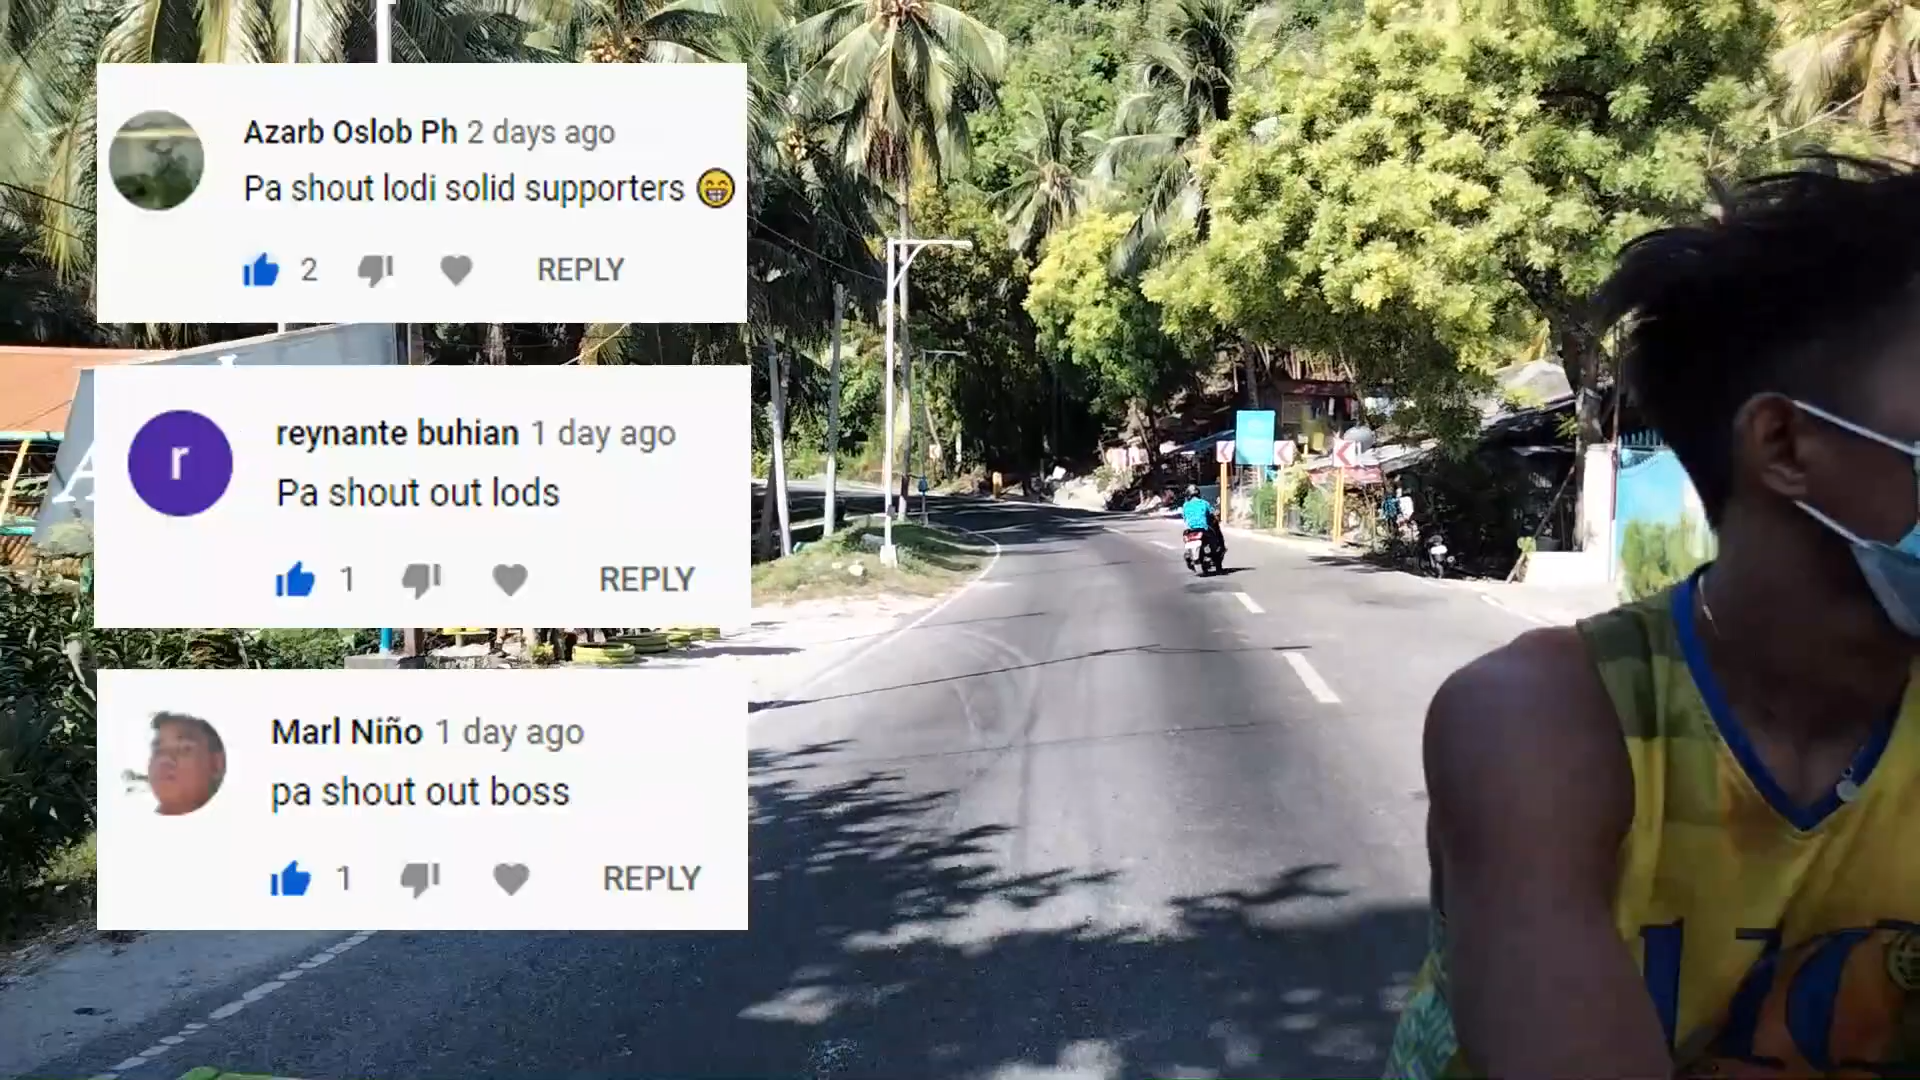 Azarb Oslob Ph 2 days ago
Pa shout lodi solid supporters 😁
2 REPLY
r
reynante buhian 1 day ago
Pa shout out lods
1 REPLY
Marl Niño 1 day ago
pa shout out boss
1 REPLY